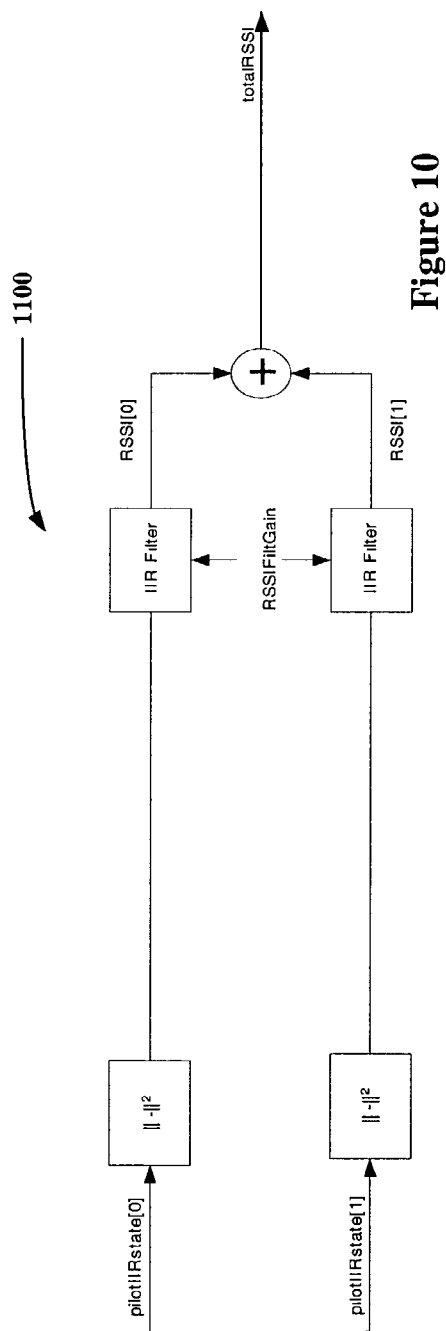 1100
pilotIIRstate[0]
|| -||²
IIR Filter
RSSI[0]
RSSIFiltGain
+
totalRSSI
pilotIIRstate[1]
|| -||²
IIR Filter
RSSI[1]
Figure 10